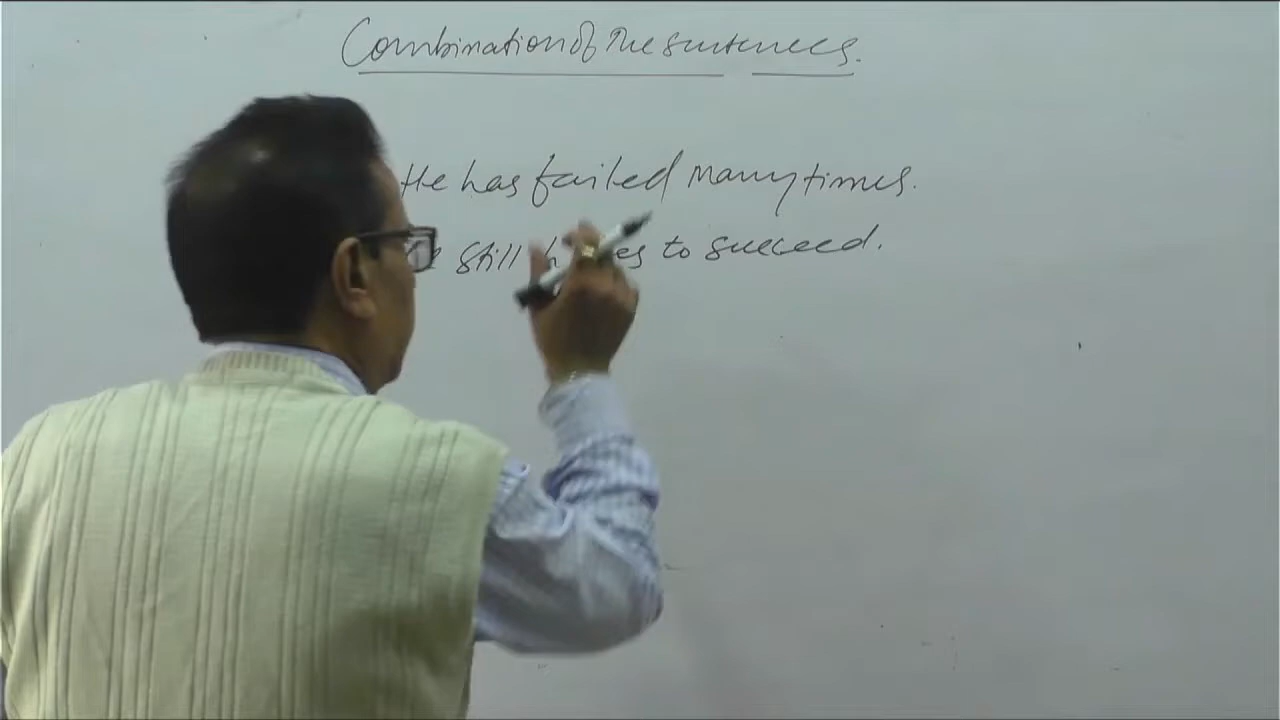 Combination of The sentences.
He has failed Many times.
still to succeed.